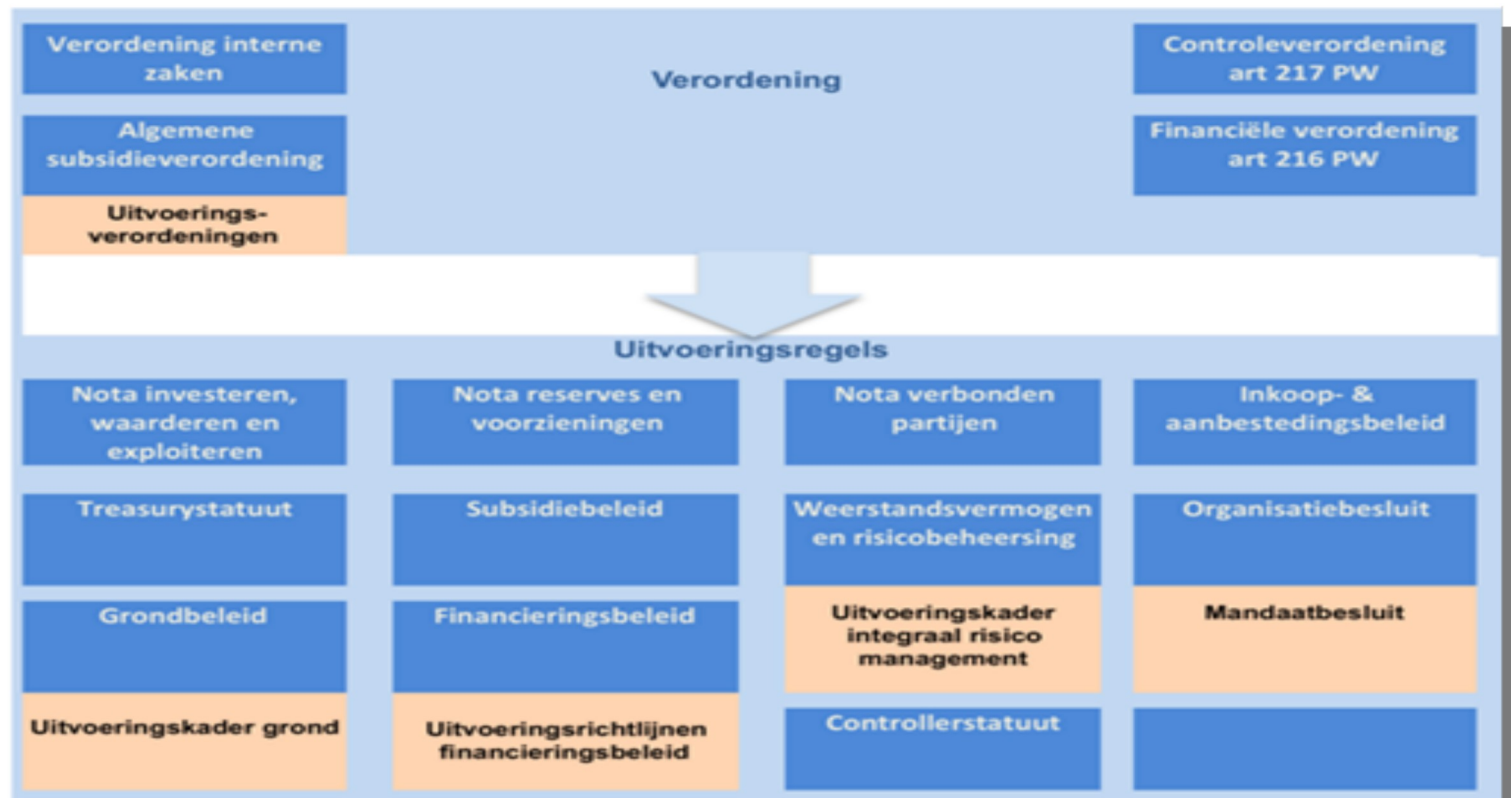 Verordening interne
zaken
Verordening
Controleverordening
art 217 PW
Algemene
subsidieverordening
Financiële verordening
art 216 PW
Uitvoerings-
verordeningen
Uitvoeringsregels
Nota investeren,
waarderen en
exploiteren
Nota reserves en
voorzieningen
Nota verbonden
partijen
Inkoop- &
aanbestedingsbeleid
Treasurystatuut
Subsidiebeleid
Weerstandsvermogen
en risicobeheersing
Organisatiebesluit
Grondbeleid
Financieringsbeleid
Uitvoeringskader
integraal risico
management
Mandaatbesluit
Uitvoeringskader grond
Uitvoeringsrichtlijnen
financieringsbeleid
Controllerstatuut